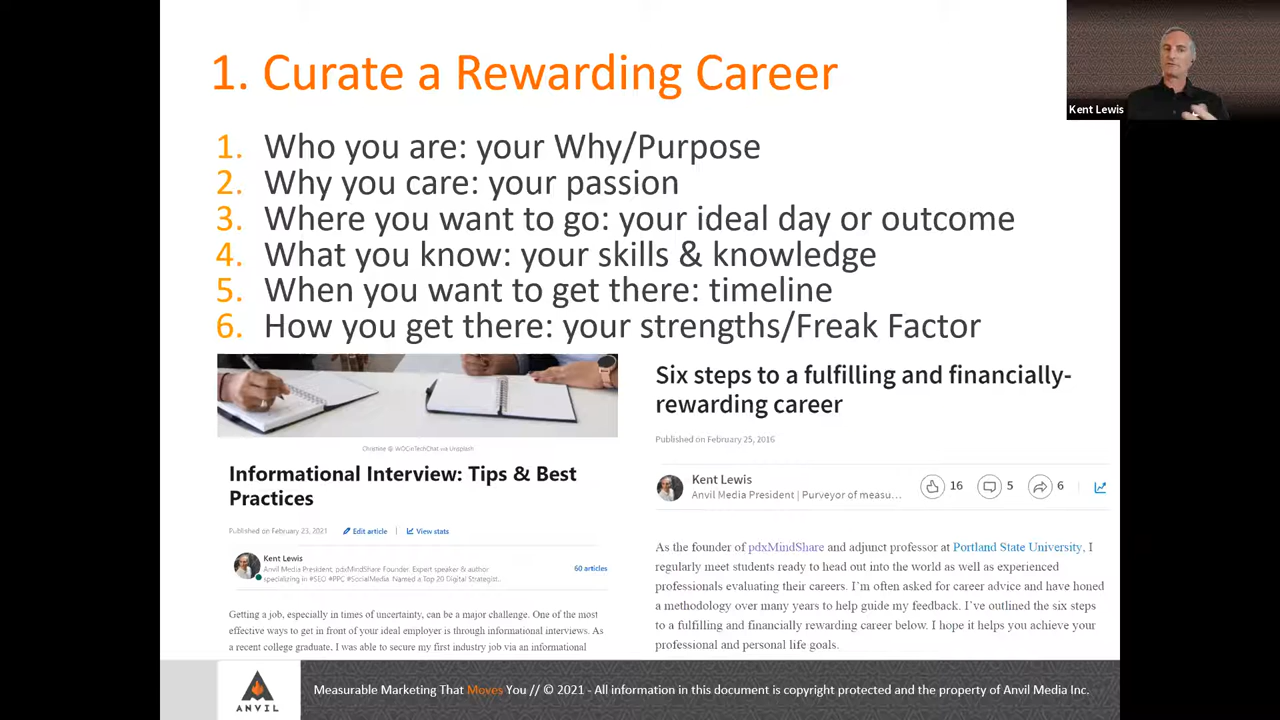 1. Curate a Rewarding Career
Kent Lewis
1. Who you are: your Why/Purpose
2. Why you care: your passion
3. Where you want to go: your ideal day or outcome
4. What you know: your skills & knowledge
5. When you want to get there: timeline
6. How you get there: your strengths/Freak Factor
Christina @ WOCinTechChat via Unsplash
Informational Interview: Tips & Best
Practices
Published on February 23, 2021 Edit article | View stats
Kent Lewis
Anvil Media President, pdxMindShare Founder. Expert speaker & author
specializing in #SEO #PPC #SocialMedia. Named a Top 20 Digital Strategist..
60 articles
Getting a job, especially in times of uncertainty, can be a major challenge. One of the most
effective ways to get in front of your ideal employer is through informational interviews. As
a recent college graduate, I was able to secure my first industry job via an informational
Six steps to a fulfilling and financially-
rewarding career
Published on February 25, 2016
Kent Lewis
Anvil Media President | Purveyor of measu...
16 5 6
As the founder of pdxMindShare and adjunct professor at Portland State University, I
regularly meet students ready to head out into the world as well as experienced
professionals evaluating their careers. I'm often asked for career advice and have honed
a methodology over many years to help guide my feedback. I've outlined the six steps
to a fulfilling and financially rewarding career below. I hope it helps you achieve your
professional and personal life goals.
ANVIL
Measurable Marketing That Moves You // © 2021 - All information in this document is copyright protected and the property of Anvil Media Inc.